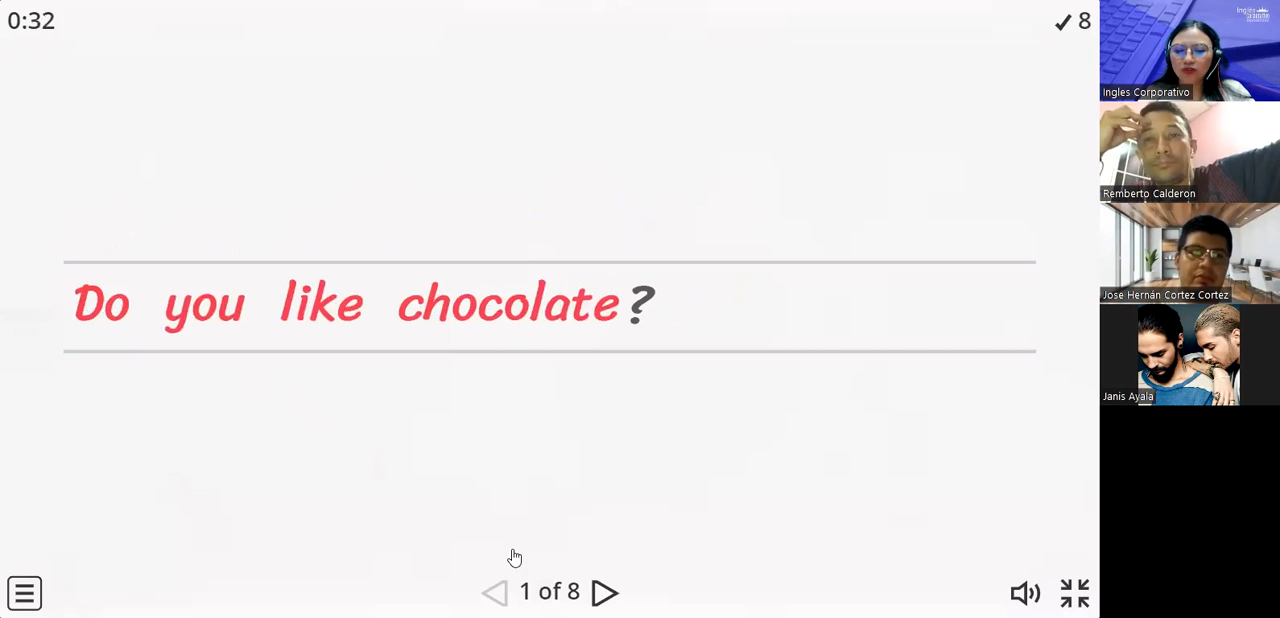 0:32
8
Do you like chocolate?
1 of 8
Ingles Corporativo
Remberto Calderon
José Hernán Cortez Cortez
Janis Ayala